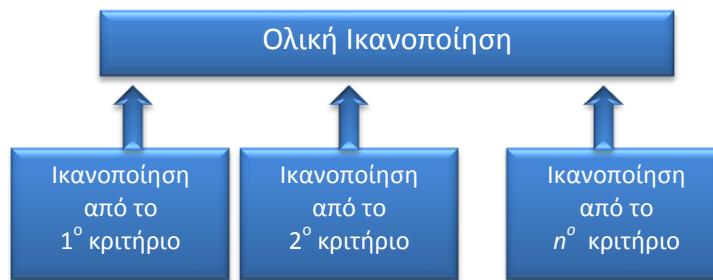 Ολική Ικανοποίηση
Ικανοποίηση
από το
1ο κριτήριο
Ικανοποίηση
από το
2ο κριτήριο
Ικανοποίηση
από το
nο κριτήριο